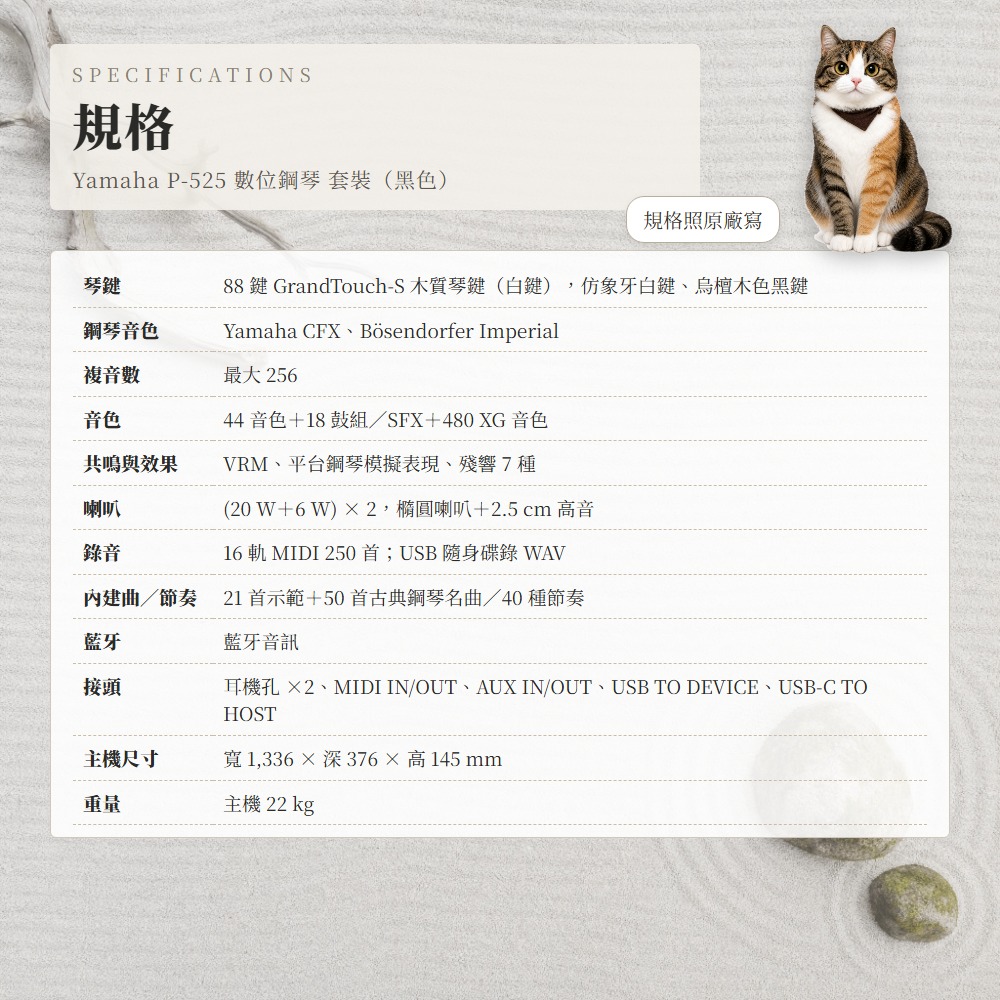 SPECIFICATIONS
規格
Yamaha P-525 數位鋼琴 套裝（黑色）
規格照原廠寫
琴鍵 88 鍵 GrandTouch-S 木質琴鍵（白鍵），仿象牙白鍵、烏檀木色黑鍵
鋼琴音色 Yamaha CFX、Bösendorfer Imperial
複音數 最大 256
音色 44 音色＋18 鼓組／SFX＋480 XG 音色
共鳴與效果 VRM、平台鋼琴模擬表現、殘響 7 種
喇叭 (20 W＋6 W) × 2，橢圓喇叭＋2.5 cm 高音
錄音 16 軌 MIDI 250 首；USB 隨身碟錄 WAV
內建曲／節奏 21 首示範＋50 首古典鋼琴名曲／40 種節奏
藍牙 藍牙音訊
接頭 耳機孔 ×2、MIDI IN/OUT、AUX IN/OUT、USB TO DEVICE、USB-C TO
HOST
主機尺寸 寬 1,336 × 深 376 × 高 145 mm
重量 主機 22 kg